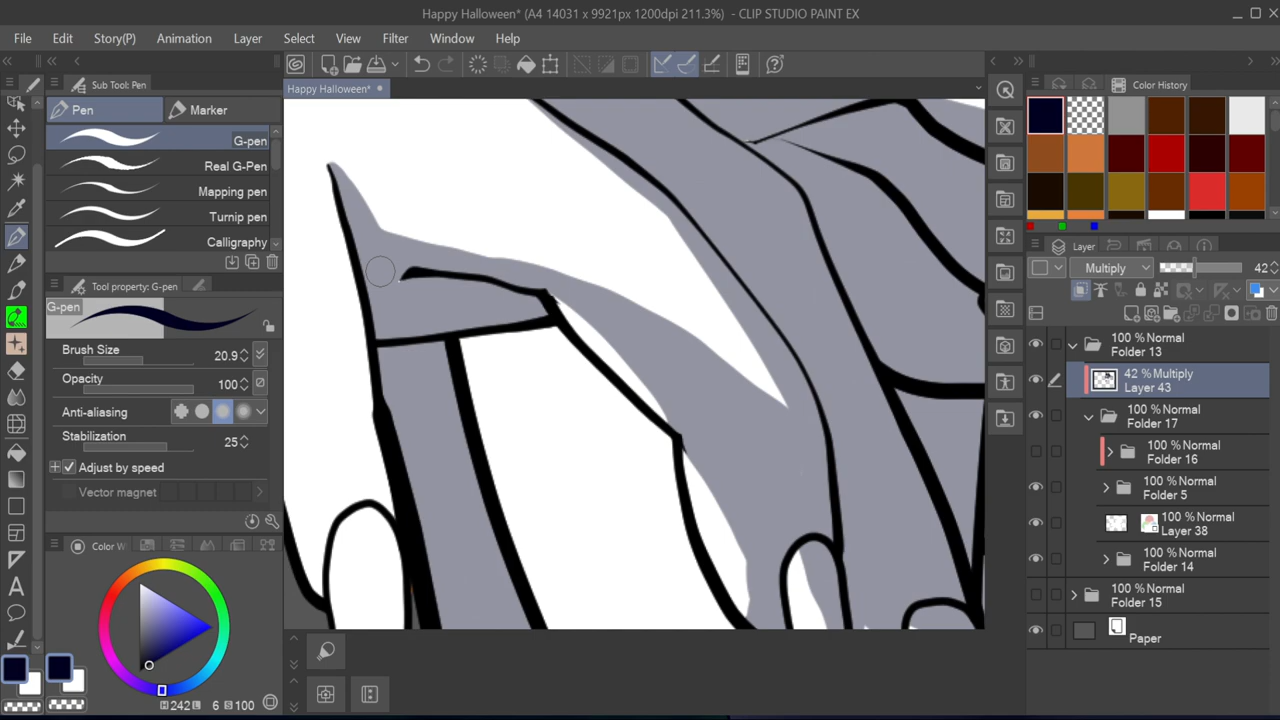 Happy Halloween* (A4 14031 x 9921px 1200dpi 211.3%) - CLIP STUDIO PAINT EX
File Edit Story(P) Animation Layer Select View Filter Window Help
Sub Tool: Pen
Pen Marker
G-pen
Real G-Pen
Mapping pen
Turnip pen
Calligraphy
Tool property: G-pen
G-pen
Brush Size 20.9
Opacity 100
Anti-aliasing
Stabilization 25
Adjust by speed
Vector magnet
Color W
H 242 L 6 S 100
A
Happy Halloween*
Color History
Layer
Multiply 42
100 % Normal
Folder 13
42 % Multiply
Layer 43
100 % Normal
Folder 17
100 % Normal
Folder 16
100 % Normal
Folder 5
100 % Normal
Layer 38
100 % Normal
Folder 14
100 % Normal
Folder 15
Paper